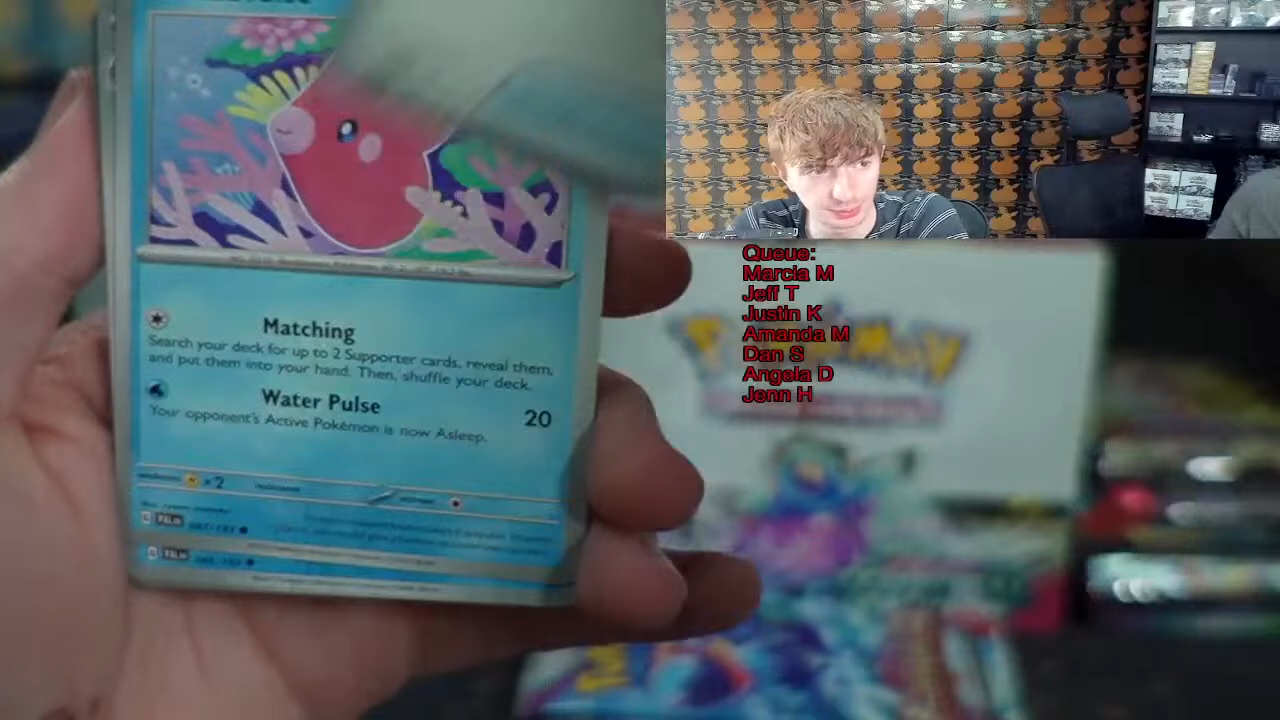 Queue:
Marcia M
Jeff T
Justin K
Amanda M
Dan S
Angela D
Jenn H
Matching
Search your deck for up to 2 Supporter cards, reveal them,
and put them into your hand. Then, shuffle your deck.
Water Pulse 20
Your opponent's Active Pokémon is now Asleep.
×2
Pokémon